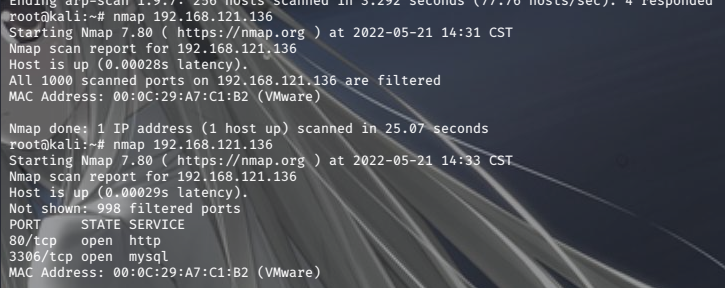 Ending arp-scan 1.9.7: 256 hosts scanned in 3.292 seconds (77.76 hosts/sec). 4 responded
root@kali:~# nmap 192.168.121.136
Starting Nmap 7.80 ( https://nmap.org ) at 2022-05-21 14:31 CST
Nmap scan report for 192.168.121.136
Host is up (0.00028s latency).
All 1000 scanned ports on 192.168.121.136 are filtered
MAC Address: 00:0C:29:A7:C1:B2 (VMware)
Nmap done: 1 IP address (1 host up) scanned in 25.07 seconds
root@kali:~# nmap 192.168.121.136
Starting Nmap 7.80 ( https://nmap.org ) at 2022-05-21 14:33 CST
Nmap scan report for 192.168.121.136
Host is up (0.00029s latency).
Not shown: 998 filtered ports
PORT     STATE SERVICE
80/tcp   open  http
3306/tcp open  mysql
MAC Address: 00:0C:29:A7:C1:B2 (VMware)